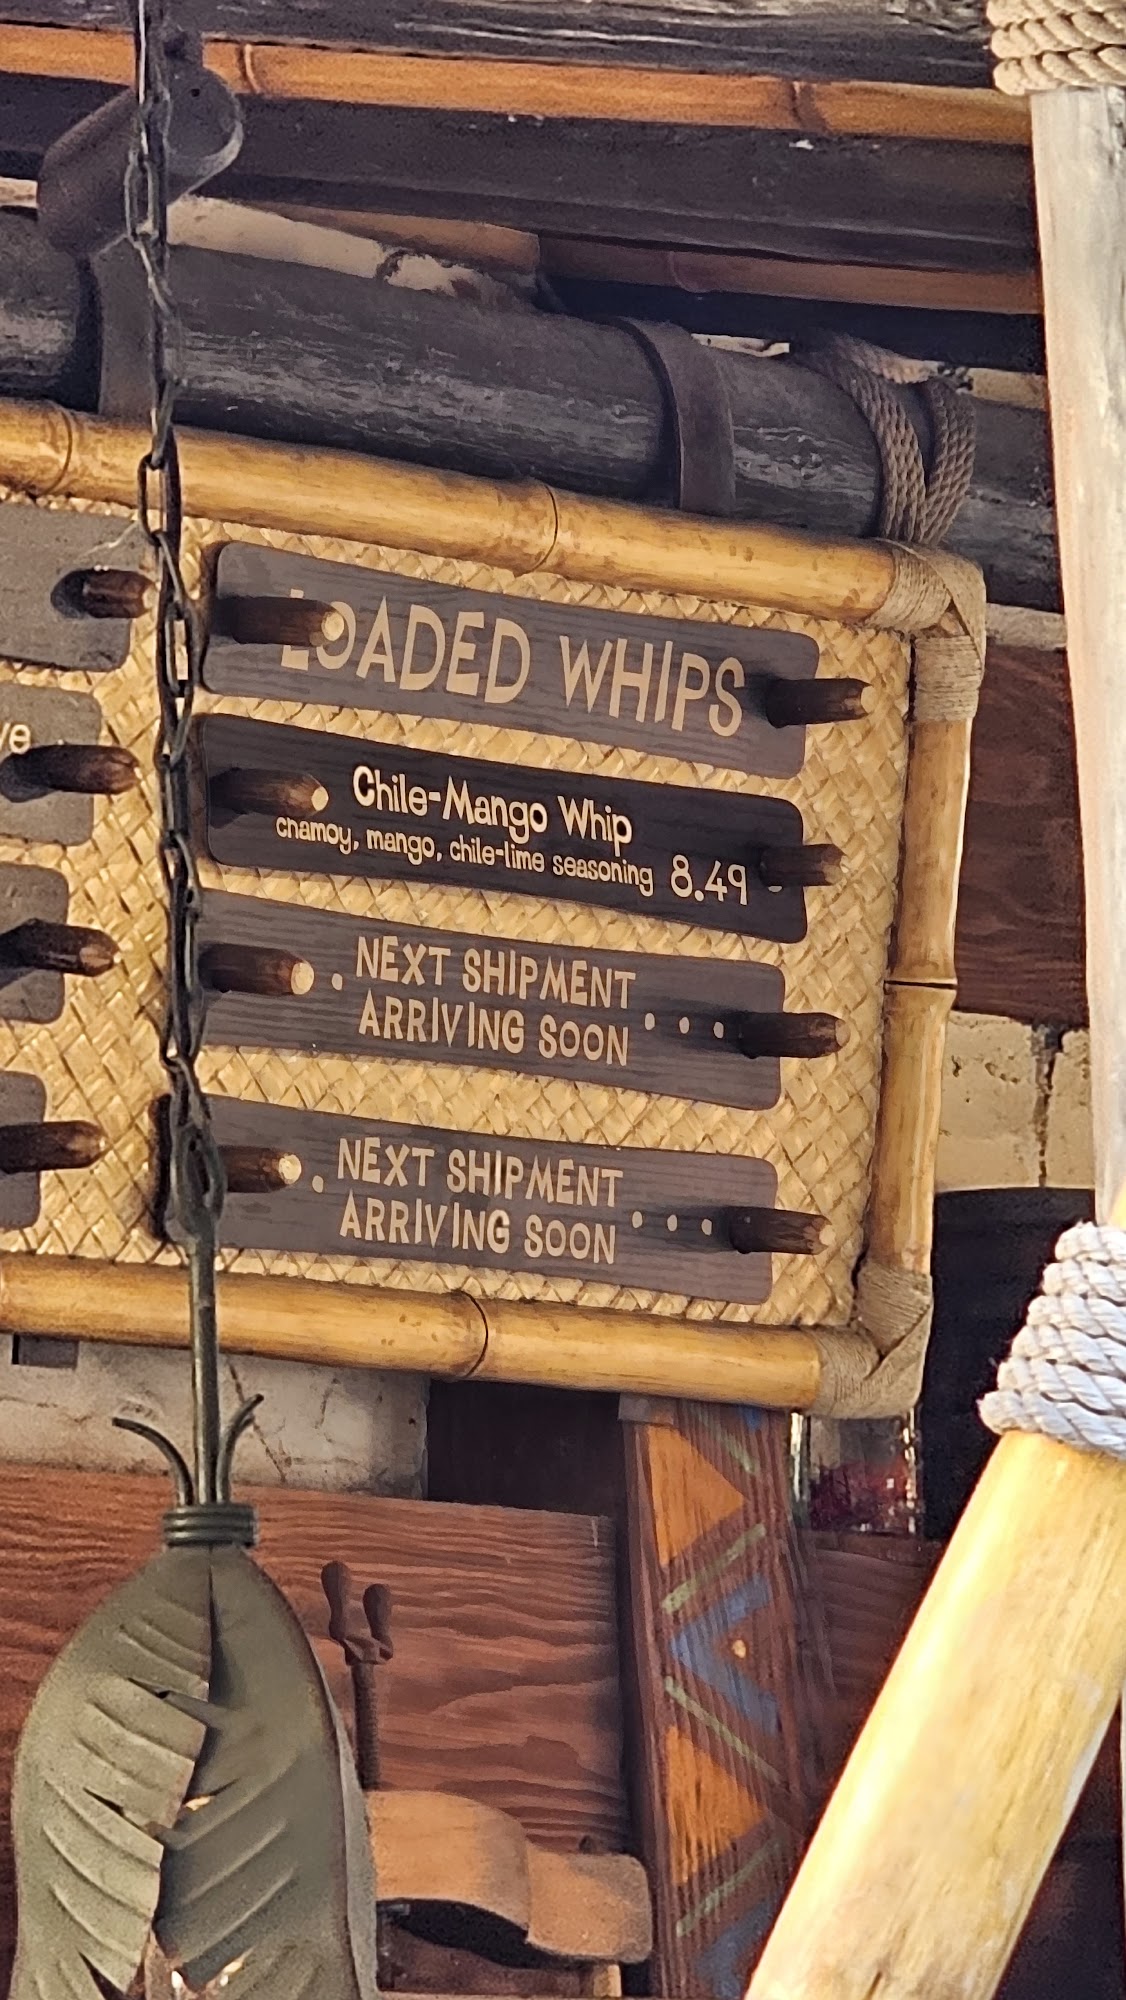 LOADED WHIPS
Chile-Mango Whip
chamoy, mango, chile-lime seasoning 8.49
. NEXT SHIPMENT
ARRIVING SOON ...
. NEXT SHIPMENT
ARRIVING SOON ...